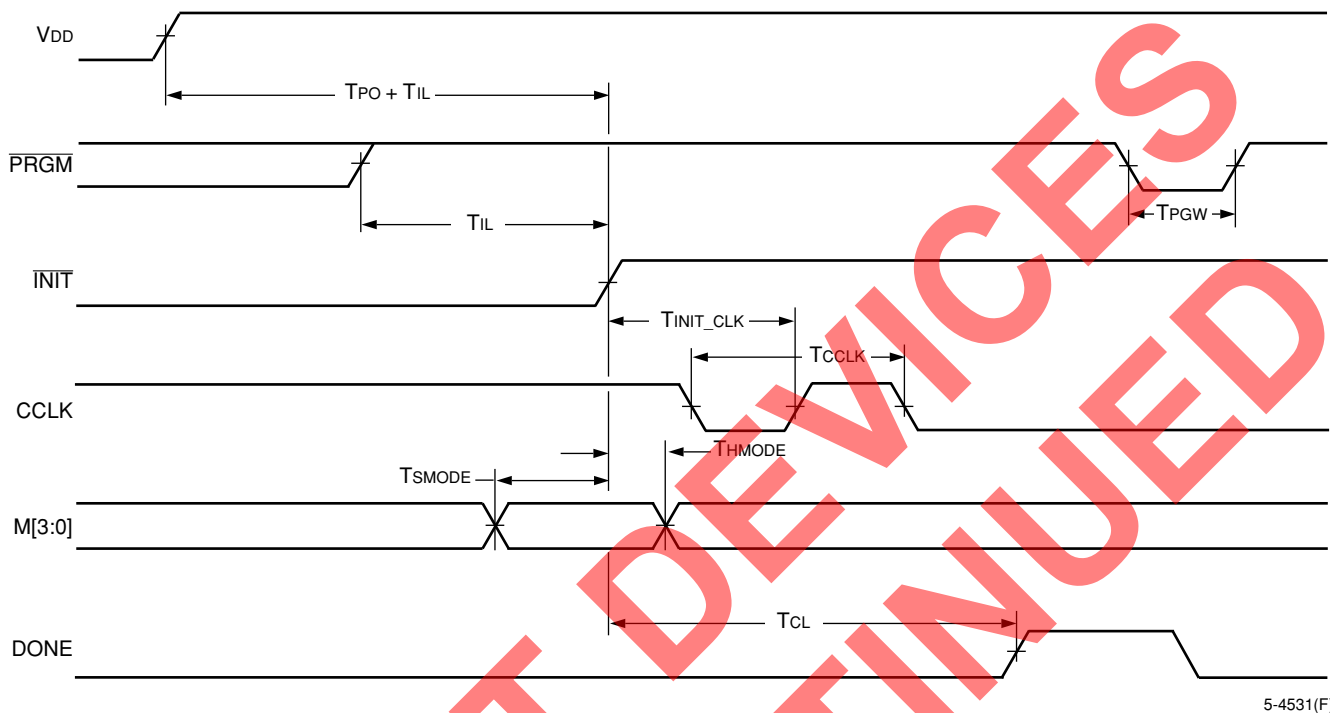 VDD
TPO + TIL
PRGM
TIL
TPGW
INIT
TINIT_CLK
TCCLK
CCLK
THMODE
TSMODE
M[3:0]
TCL
DONE
5-4531(F
T DEVICES
TINUED